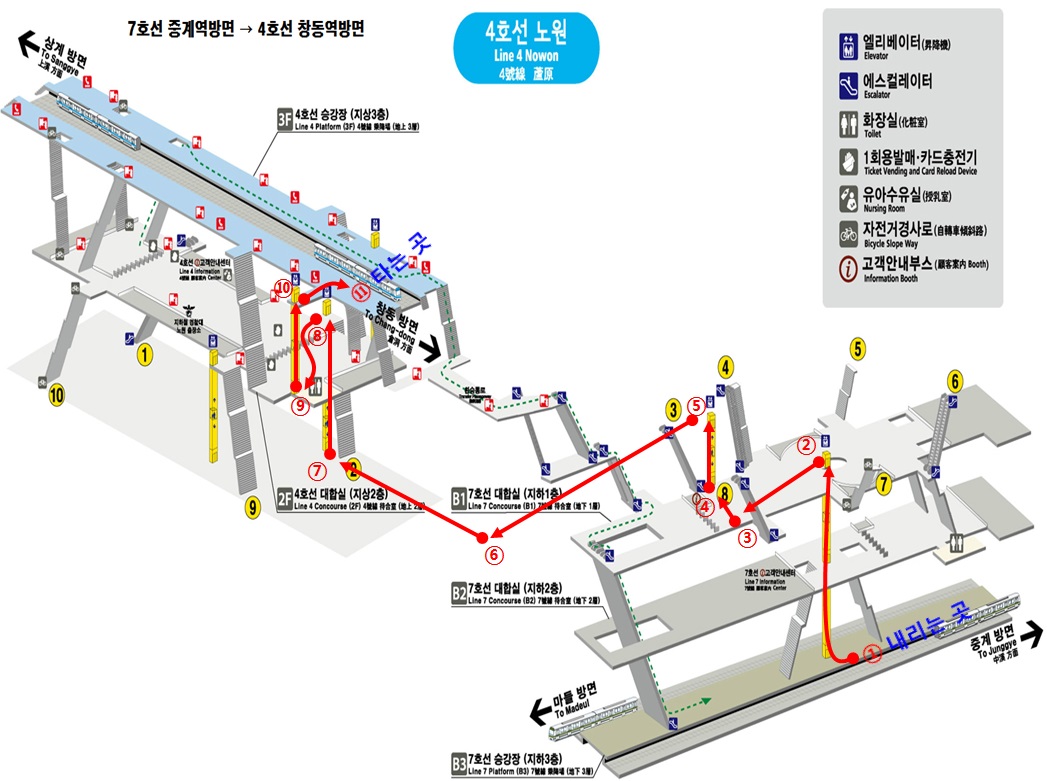 7호선 중계역방면 → 4호선 창동역방면
4호선 노원
Line 4 Nowon
4號線 蘆原
엘리베이터(昇降機)
Elevator
에스컬레이터
Escalator
화장실(化粧室)
Toilet
1회용발매·카드충전기
Ticket Vending and Card Reload Device
유아수유실(授乳室)
Nursing Room
자전거경사로(自轉車傾斜路)
Bicycle Slope Way
고객안내부스(顧客案內 Booth)
Information Booth
상계 방면
To Sanggye
上溪 方面
3F 4호선 승강장 (지상3층)
Line 4 Platform (3F) 4號線 乘降場 (地上 3層)
타는 곳
4호선 고객안내센터
Line 4 Information
4號線 顧客案內 Center
지하철 경찰대
노원 출장소
창동 방면
To Chang-dong
倉洞 方面
⑩
⑪
⑧
⑨
⑦
⑥
⑤
④
③
②
①
1
10
2
9
3
4
5
6
7
8
환승통로
2F 4호선 대합실 (지상2층)
Line 4 Concourse (2F) 4號線 待合室 (地上 2層)
B1 7호선 대합실 (지하1층)
Line 7 Concourse (B1) 7號線 待合室 (地下 1層)
B2 7호선 대합실 (지하2층)
Line 7 Concourse (B2) 7號線 待合室 (地下 2層)
7호선 고객안내센터
Line 7 Information
7號線 顧客案內 Center
내리는 곳
중계 방면
To Junggye
中溪 方面
마들 방면
To Madeul
B3 7호선 승강장 (지하3층)
Line 7 Platform (B3) 7號線 乘降場 (地下 3層)